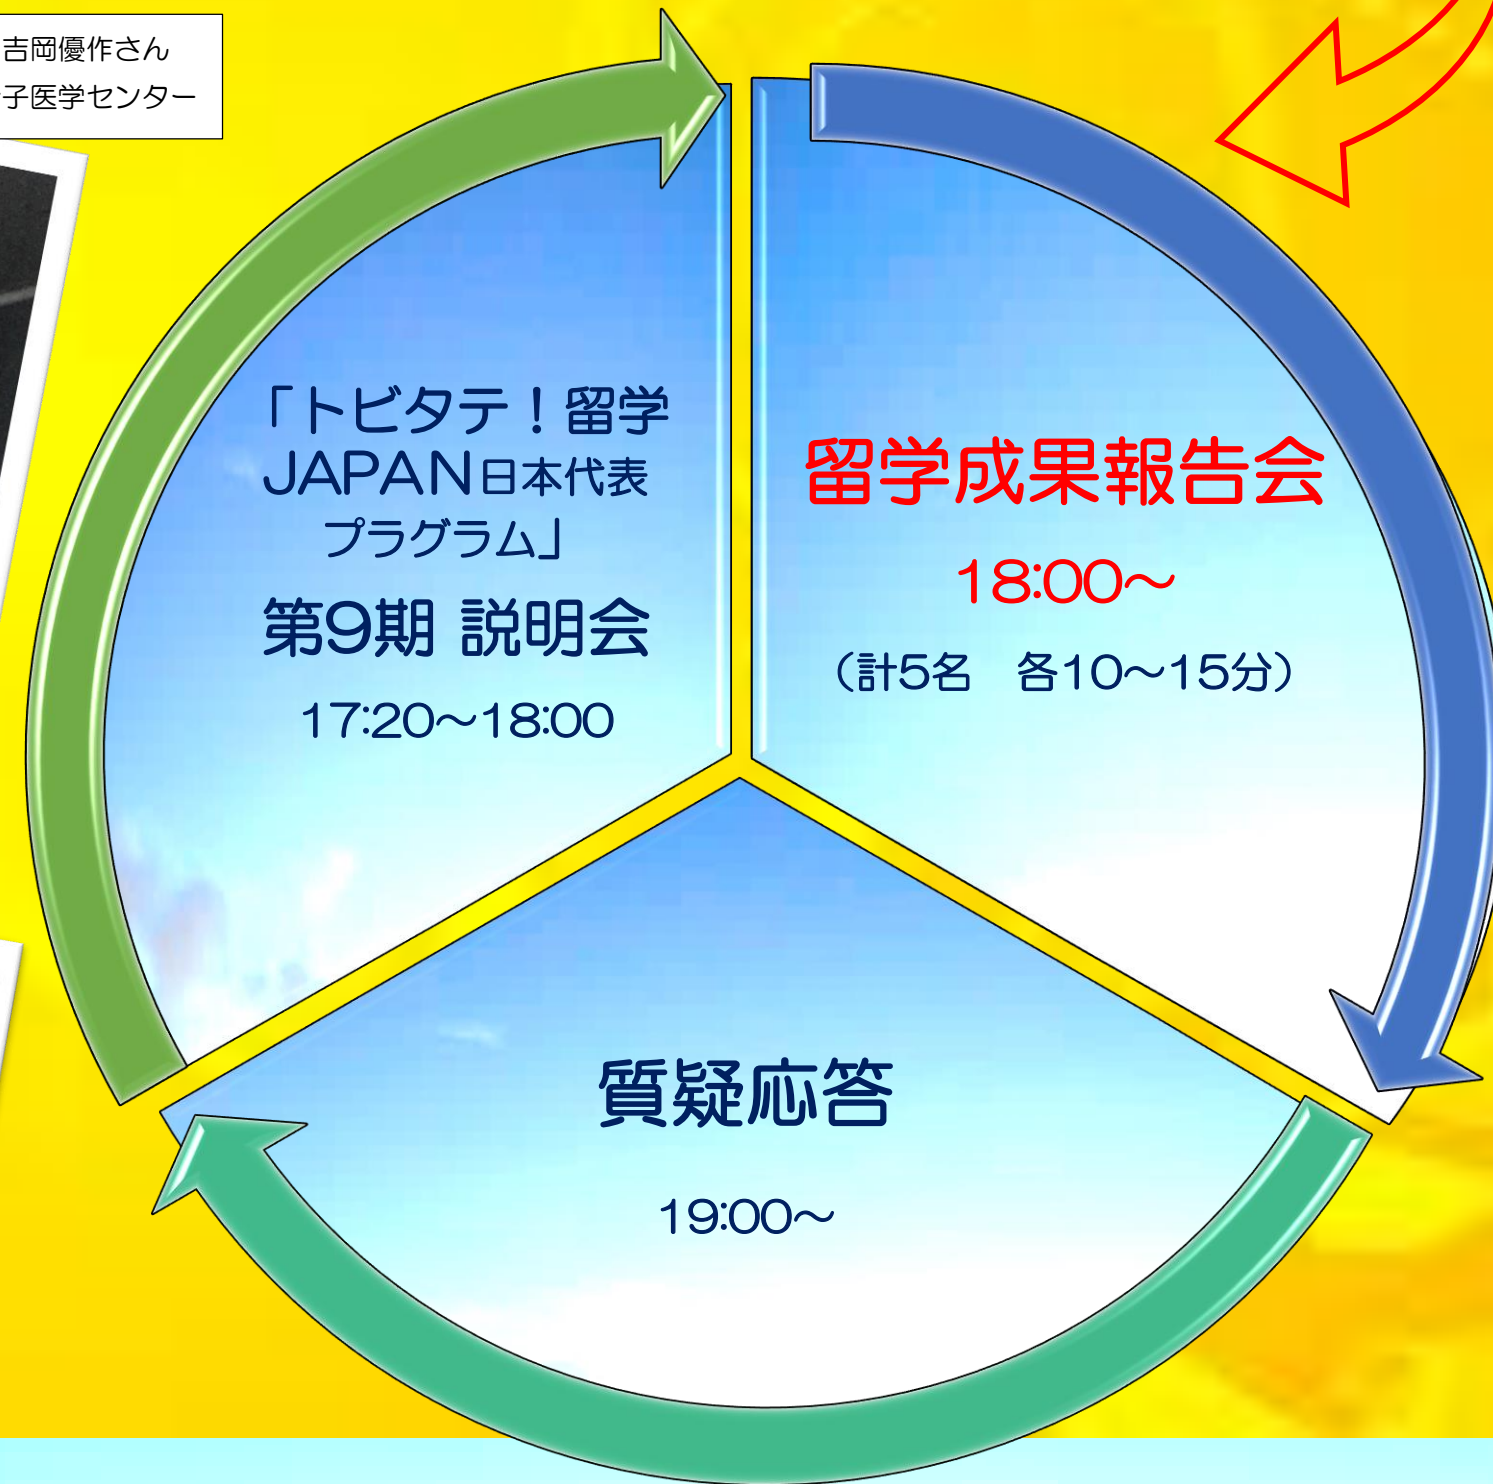 吉岡優作さん
子医学センター
「トビタテ!留学
JAPAN日本代表
プラグラム」
第9期 説明会
17:20~18:00
留学成果報告会
18:00~
(計5名 各10~15分)
質疑応答
19:00~